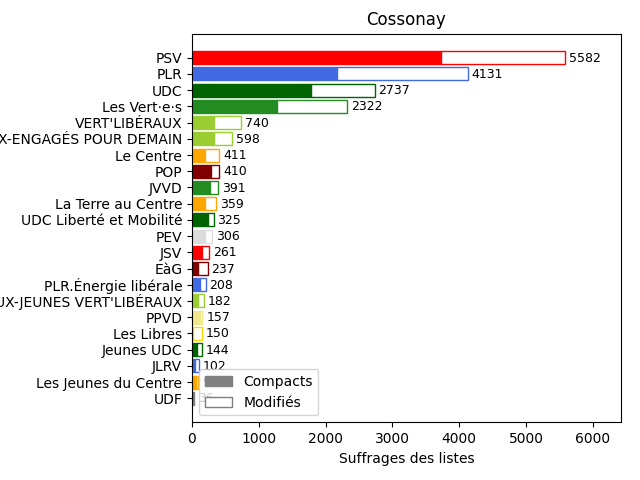 Cossonay
PSV 5582
PLR 4131
UDC 2737
Les Vert·e·s 2322
VERT'LIBÉRAUX 740
X-ENGAGÉS POUR DEMAIN 598
Le Centre 411
POP 410
JVVD 391
La Terre au Centre 359
UDC Liberté et Mobilité 325
PEV 306
JSV 261
EàG 237
PLR.Énergie libérale 208
UX-JEUNES VERT'LIBÉRAUX 182
PPVD 157
Les Libres 150
Jeunes UDC 144
JLRV 102
Les Jeunes du Centre
UDF
Compacts
Modifiés
0 1000 2000 3000 4000 5000 6000
Suffrages des listes